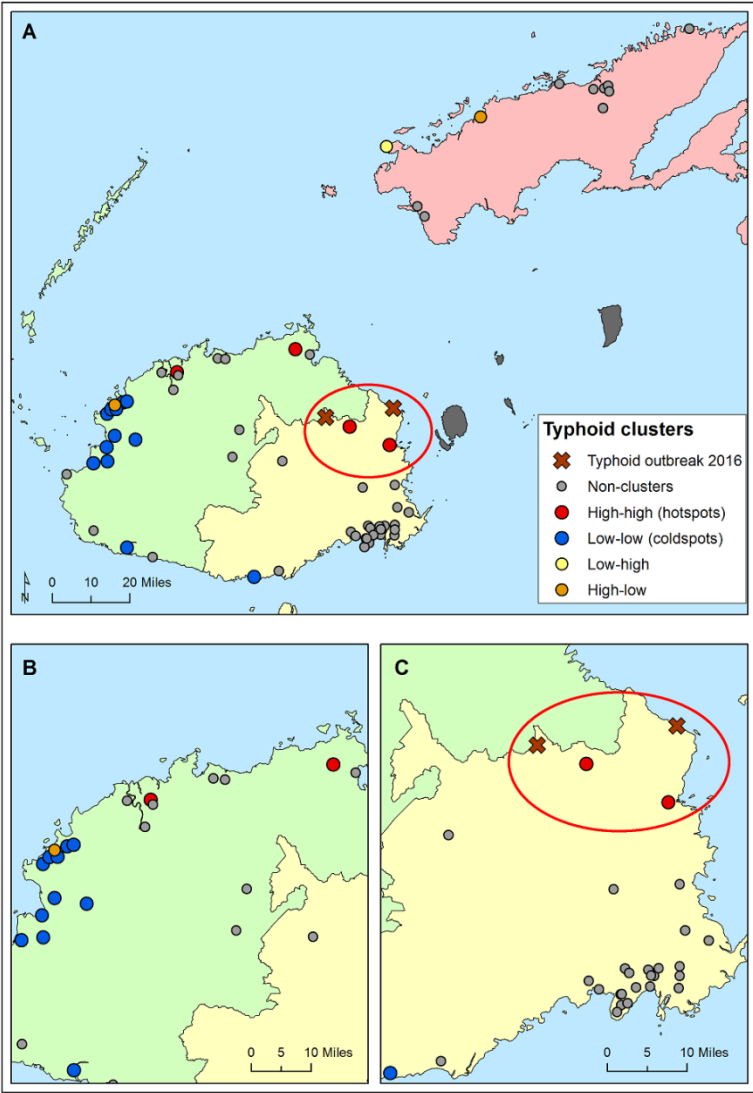 A
Typhoid clusters
Typhoid outbreak 2016
Non-clusters
High-high (hotspots)
Low-low (coldspots)
Low-high
High-low
N
0 10 20 Miles
B
0 5 10 Miles
C
0 5 10 Miles